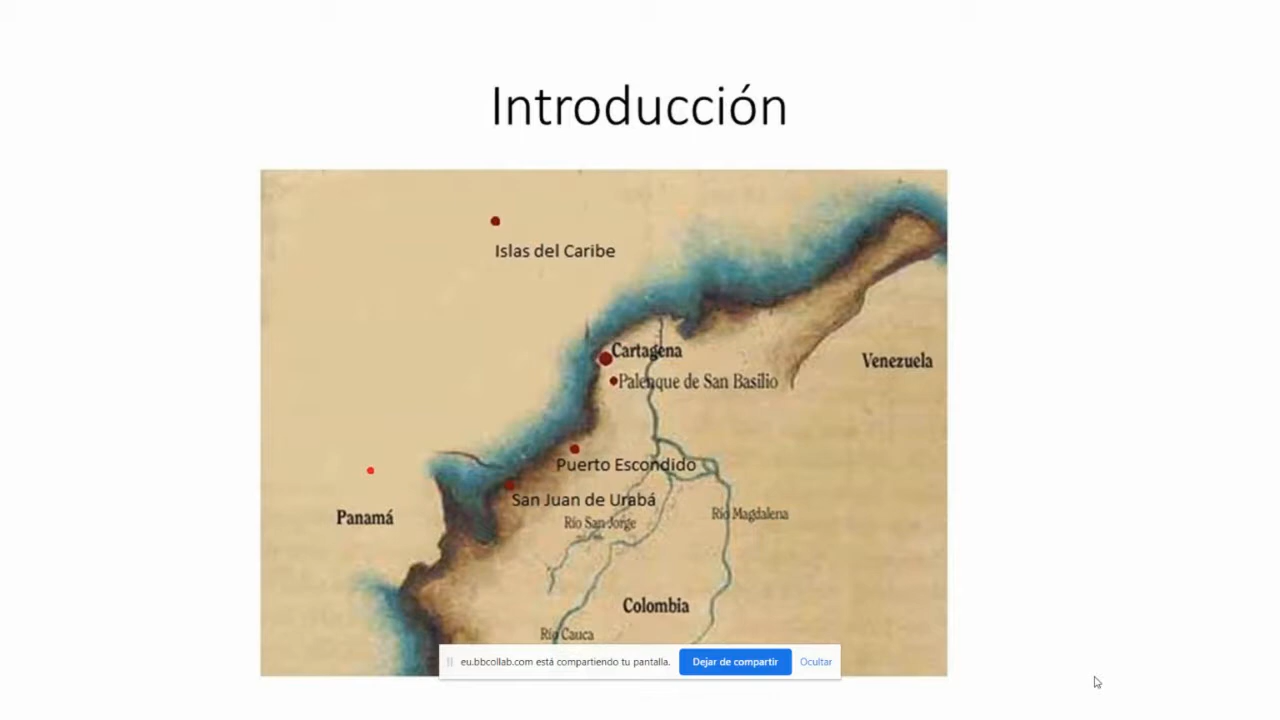 Introducción
Islas del Caribe
Cartagena
Venezuela
Palenque de San Basilio
Puerto Escondido
San Juan de Urabá
Panamá
Río San Jorge
Río Magdalena
Colombia
Río Cauca
eu.bbcollab.com está compartiendo tu pantalla.
Dejar de compartir
Ocultar